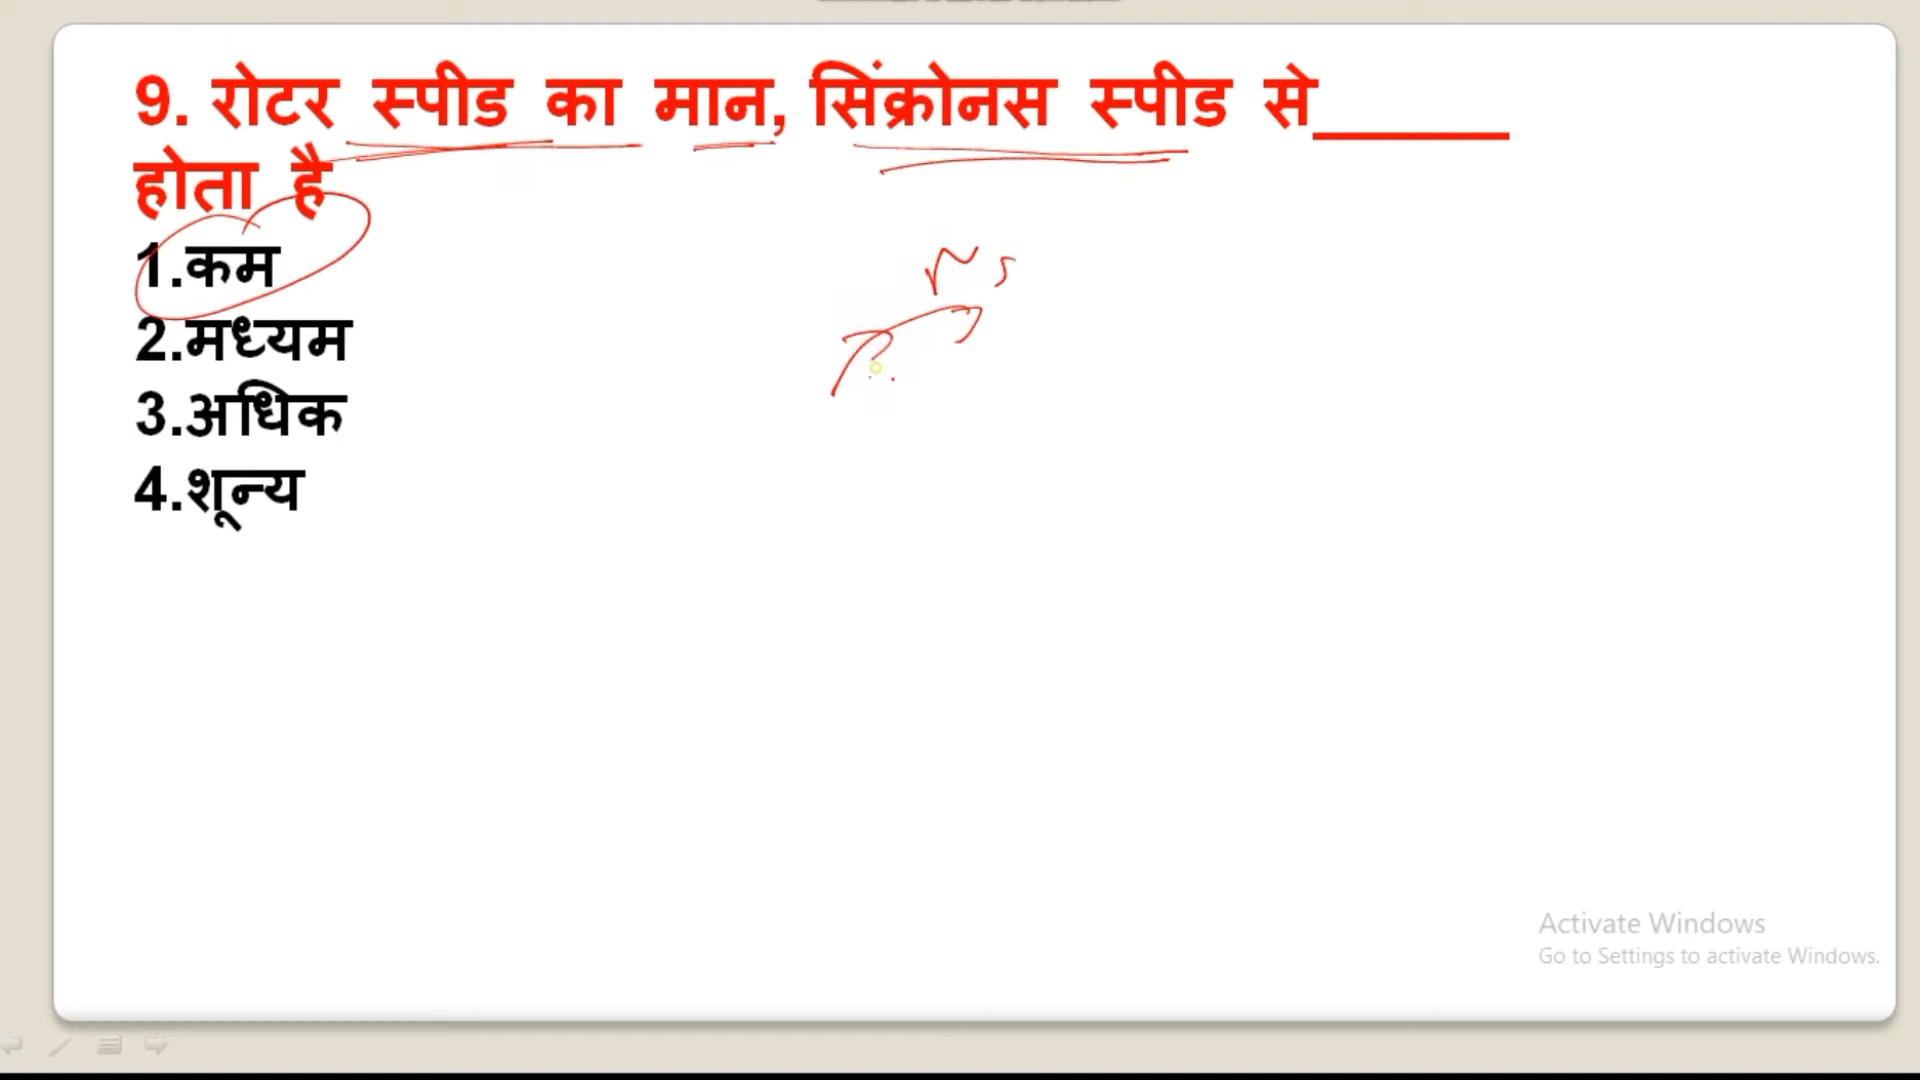 9. रोटर स्पीड का मान, सिंक्रोनस स्पीड से_____
होता है
1.कम
Ns
2.मध्यम
3.अधिक
4.शून्य
Activate Windows
Go to Settings to activate Windows.